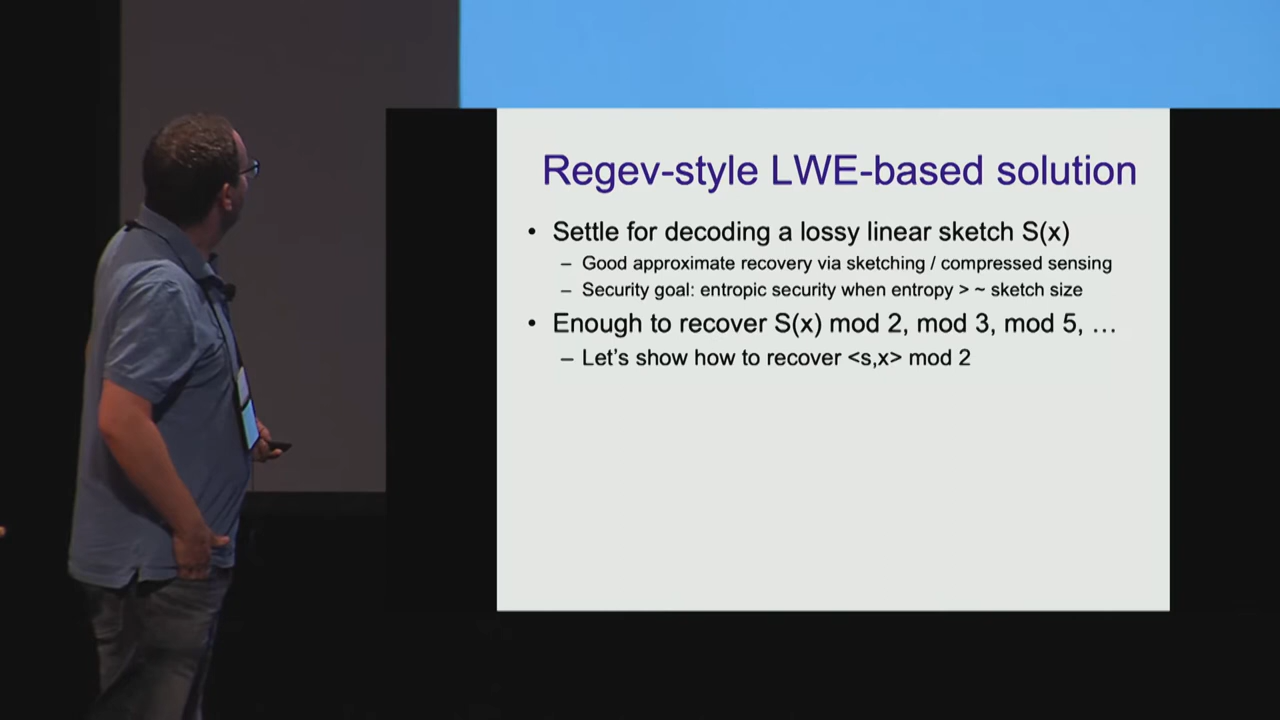 Regev-style LWE-based solution
• Settle for decoding a lossy linear sketch S(x)
– Good approximate recovery via sketching / compressed sensing
– Security goal: entropic security when entropy > ~ sketch size
• Enough to recover S(x) mod 2, mod 3, mod 5, …
– Let's show how to recover <s,x> mod 2